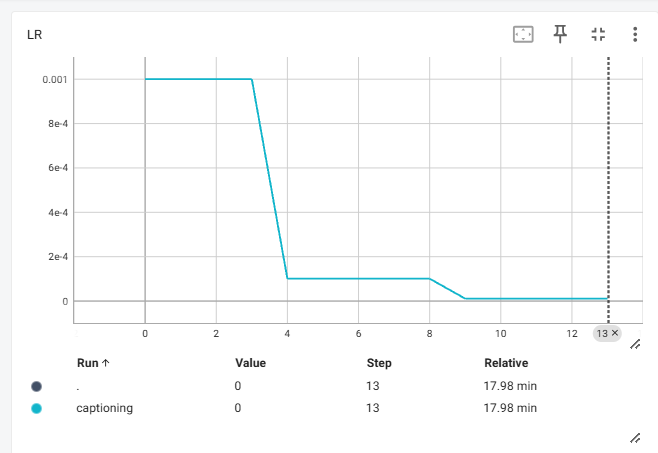 LR
0.001
8e-4
6e-4
4e-4
2e-4
0
0 2 4 6 8 10 12 13 ×
Run ↑ Value Step Relative
. 0 13 17.98 min
captioning 0 13 17.98 min